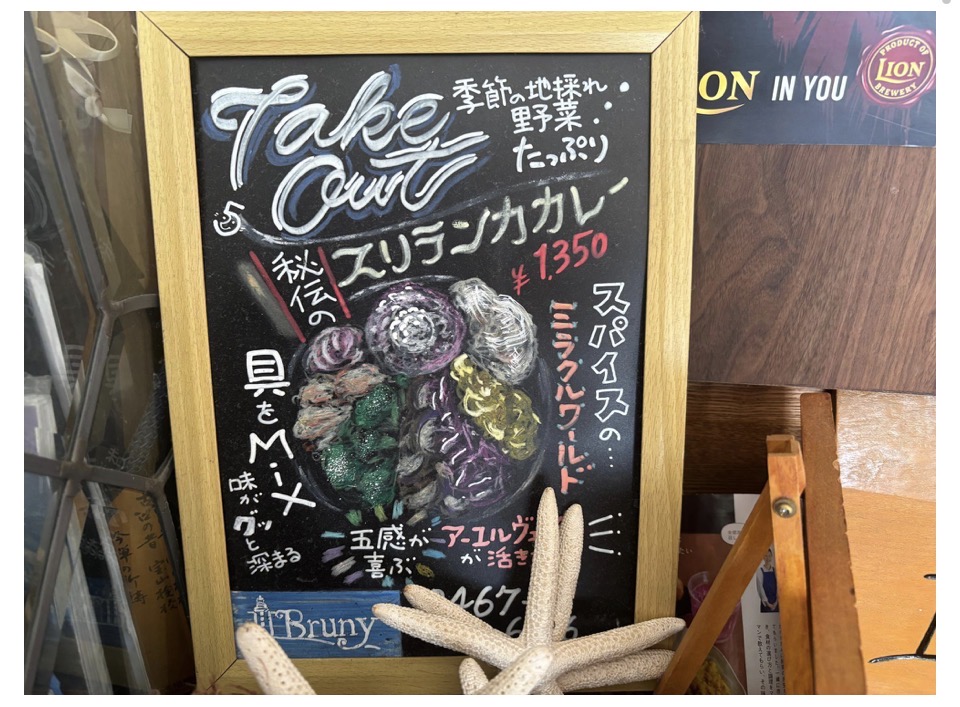 Take
Out
季節の地採れ
野菜
たっぷり
スリランカカレー
¥1,350
秘伝の
スパイスの…
ミラクルワールド
具を
Mix
味が
グッと
深まる
五感が
喜ぶ
アーユルヴェ
が活き
467-
Bruny
ON IN YOU
PRODUCT OF
LION
BREWERY